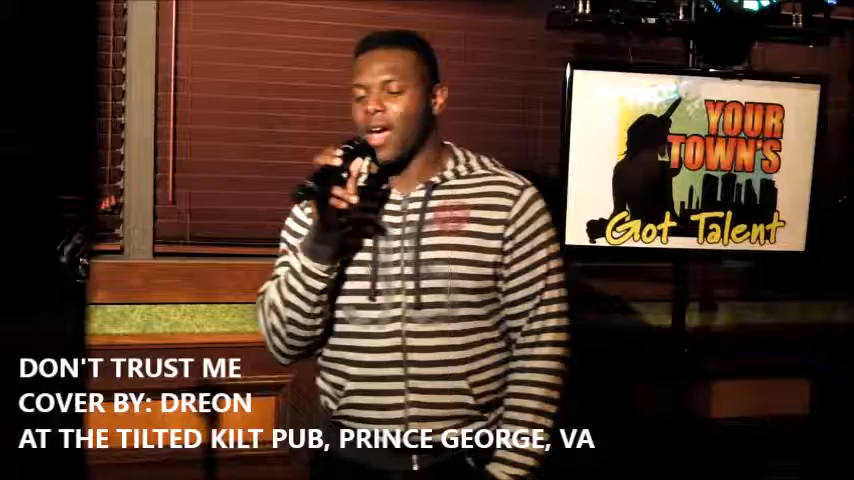 YOUR
TOWN'S
Got Talent
DON'T TRUST ME
COVER BY: DREON
AT THE TILTED KILT PUB, PRINCE GEORGE, VA